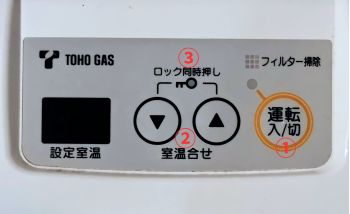 TOHO GAS
③
ロック同時押し
フィルター掃除
運転
入/切
①
②
設定室温
室温合せ